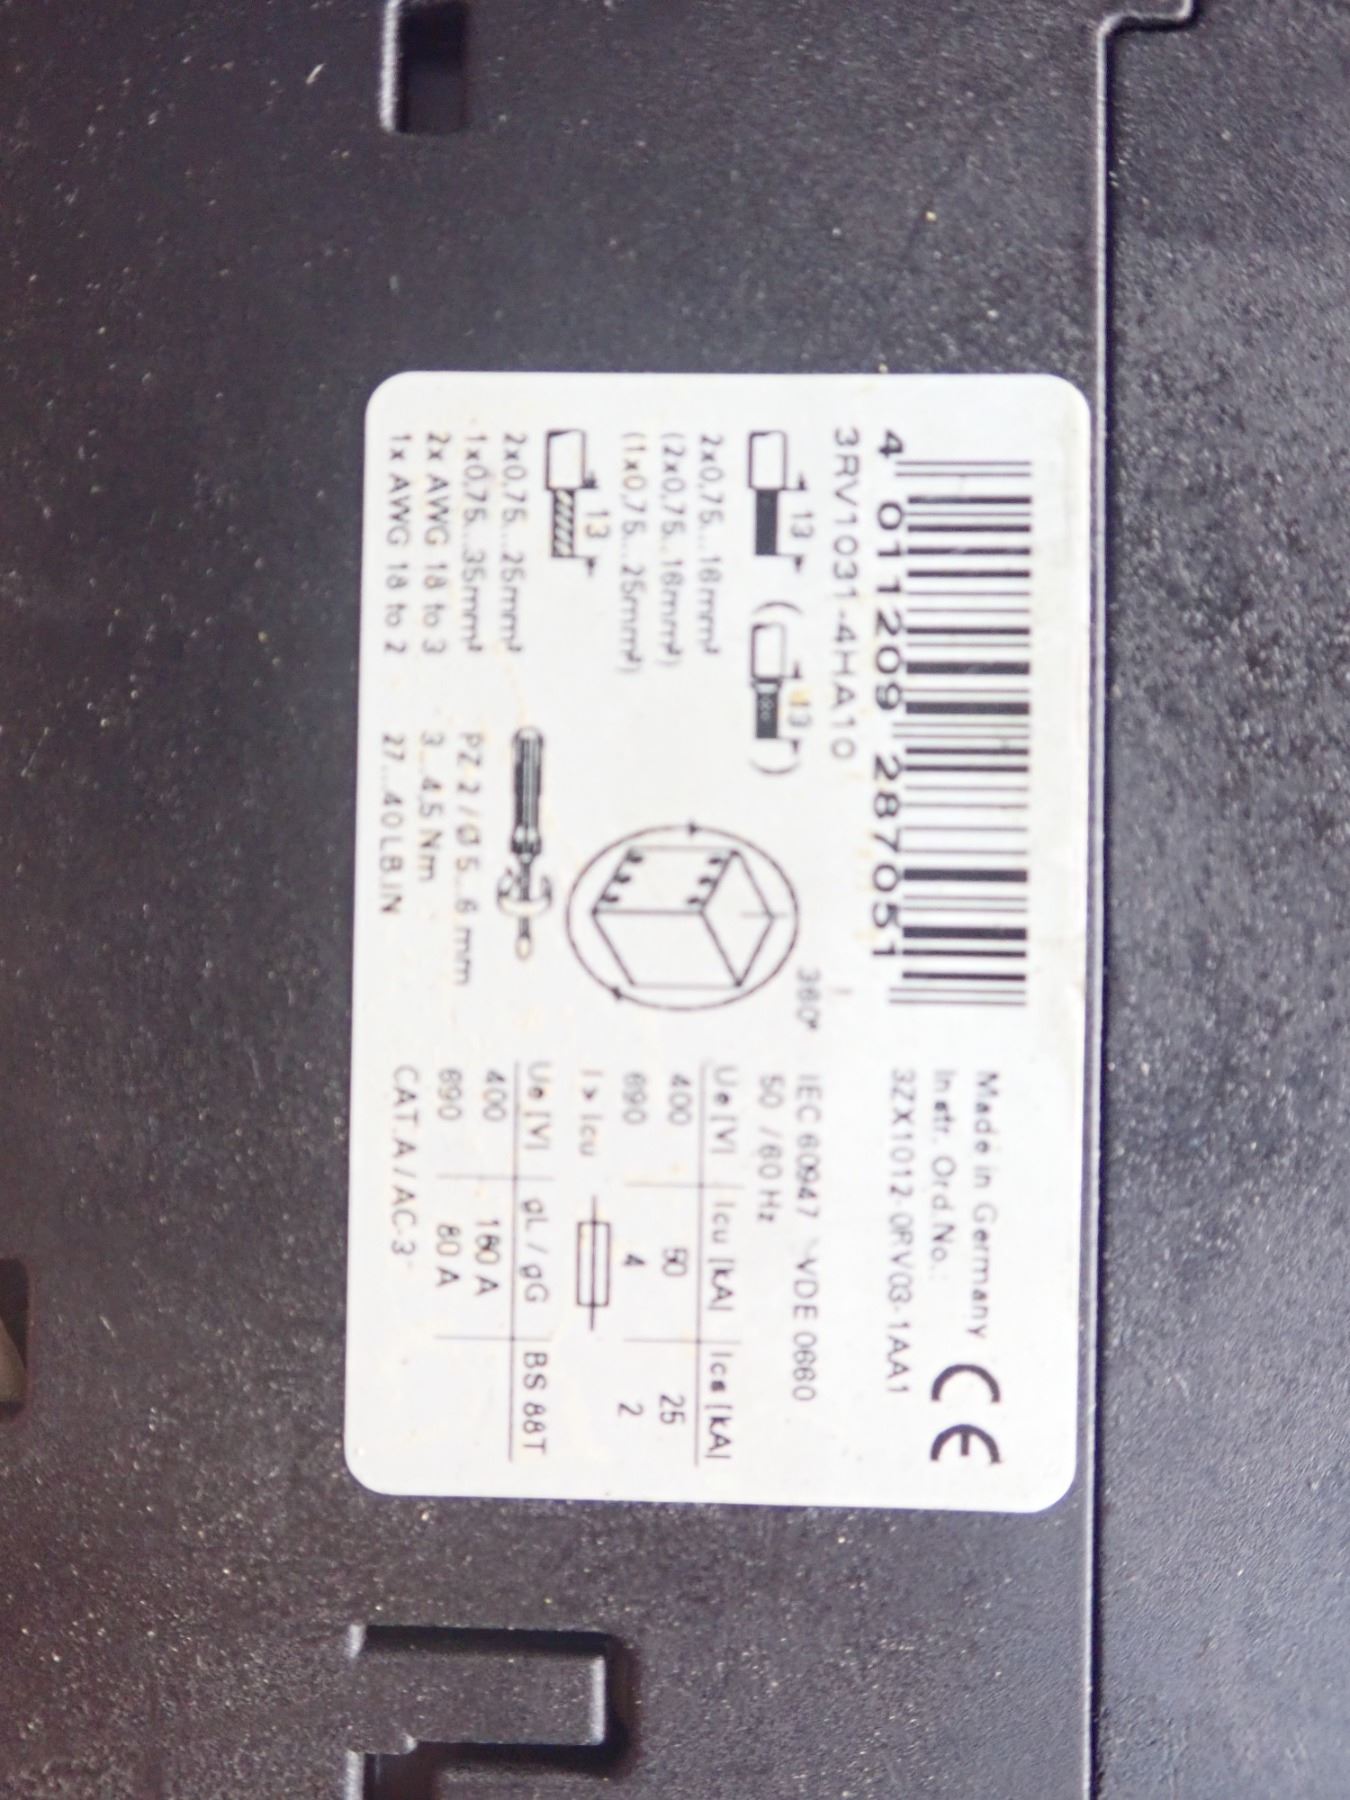 4 011209 287051
3RV1031-4HA10
13 ( 13 )
2x0,75...16mm²
(2x0,75...16mm²)
(1x0,75...25mm²)
13
2x0,75...25mm²
1x0,75...35mm²
2x AWG 18 to 3
1x AWG 18 to 2
360°
PZ 2 / Ø 5...6 mm
3...4,5 Nm
27...40 LB.IN
Made in Germany CE
Instr. Ord.No.:
3ZX1012-0RV03-1AA1
IEC 60947 VDE 0660
50 / 60 Hz
Ue [V] Icu [kA] Ics [kA]
400 50 25
690 4 2
I > Icu
Ue [V] gL / gG BS 88T
400 160 A
690 80 A
CAT. A / AC-3